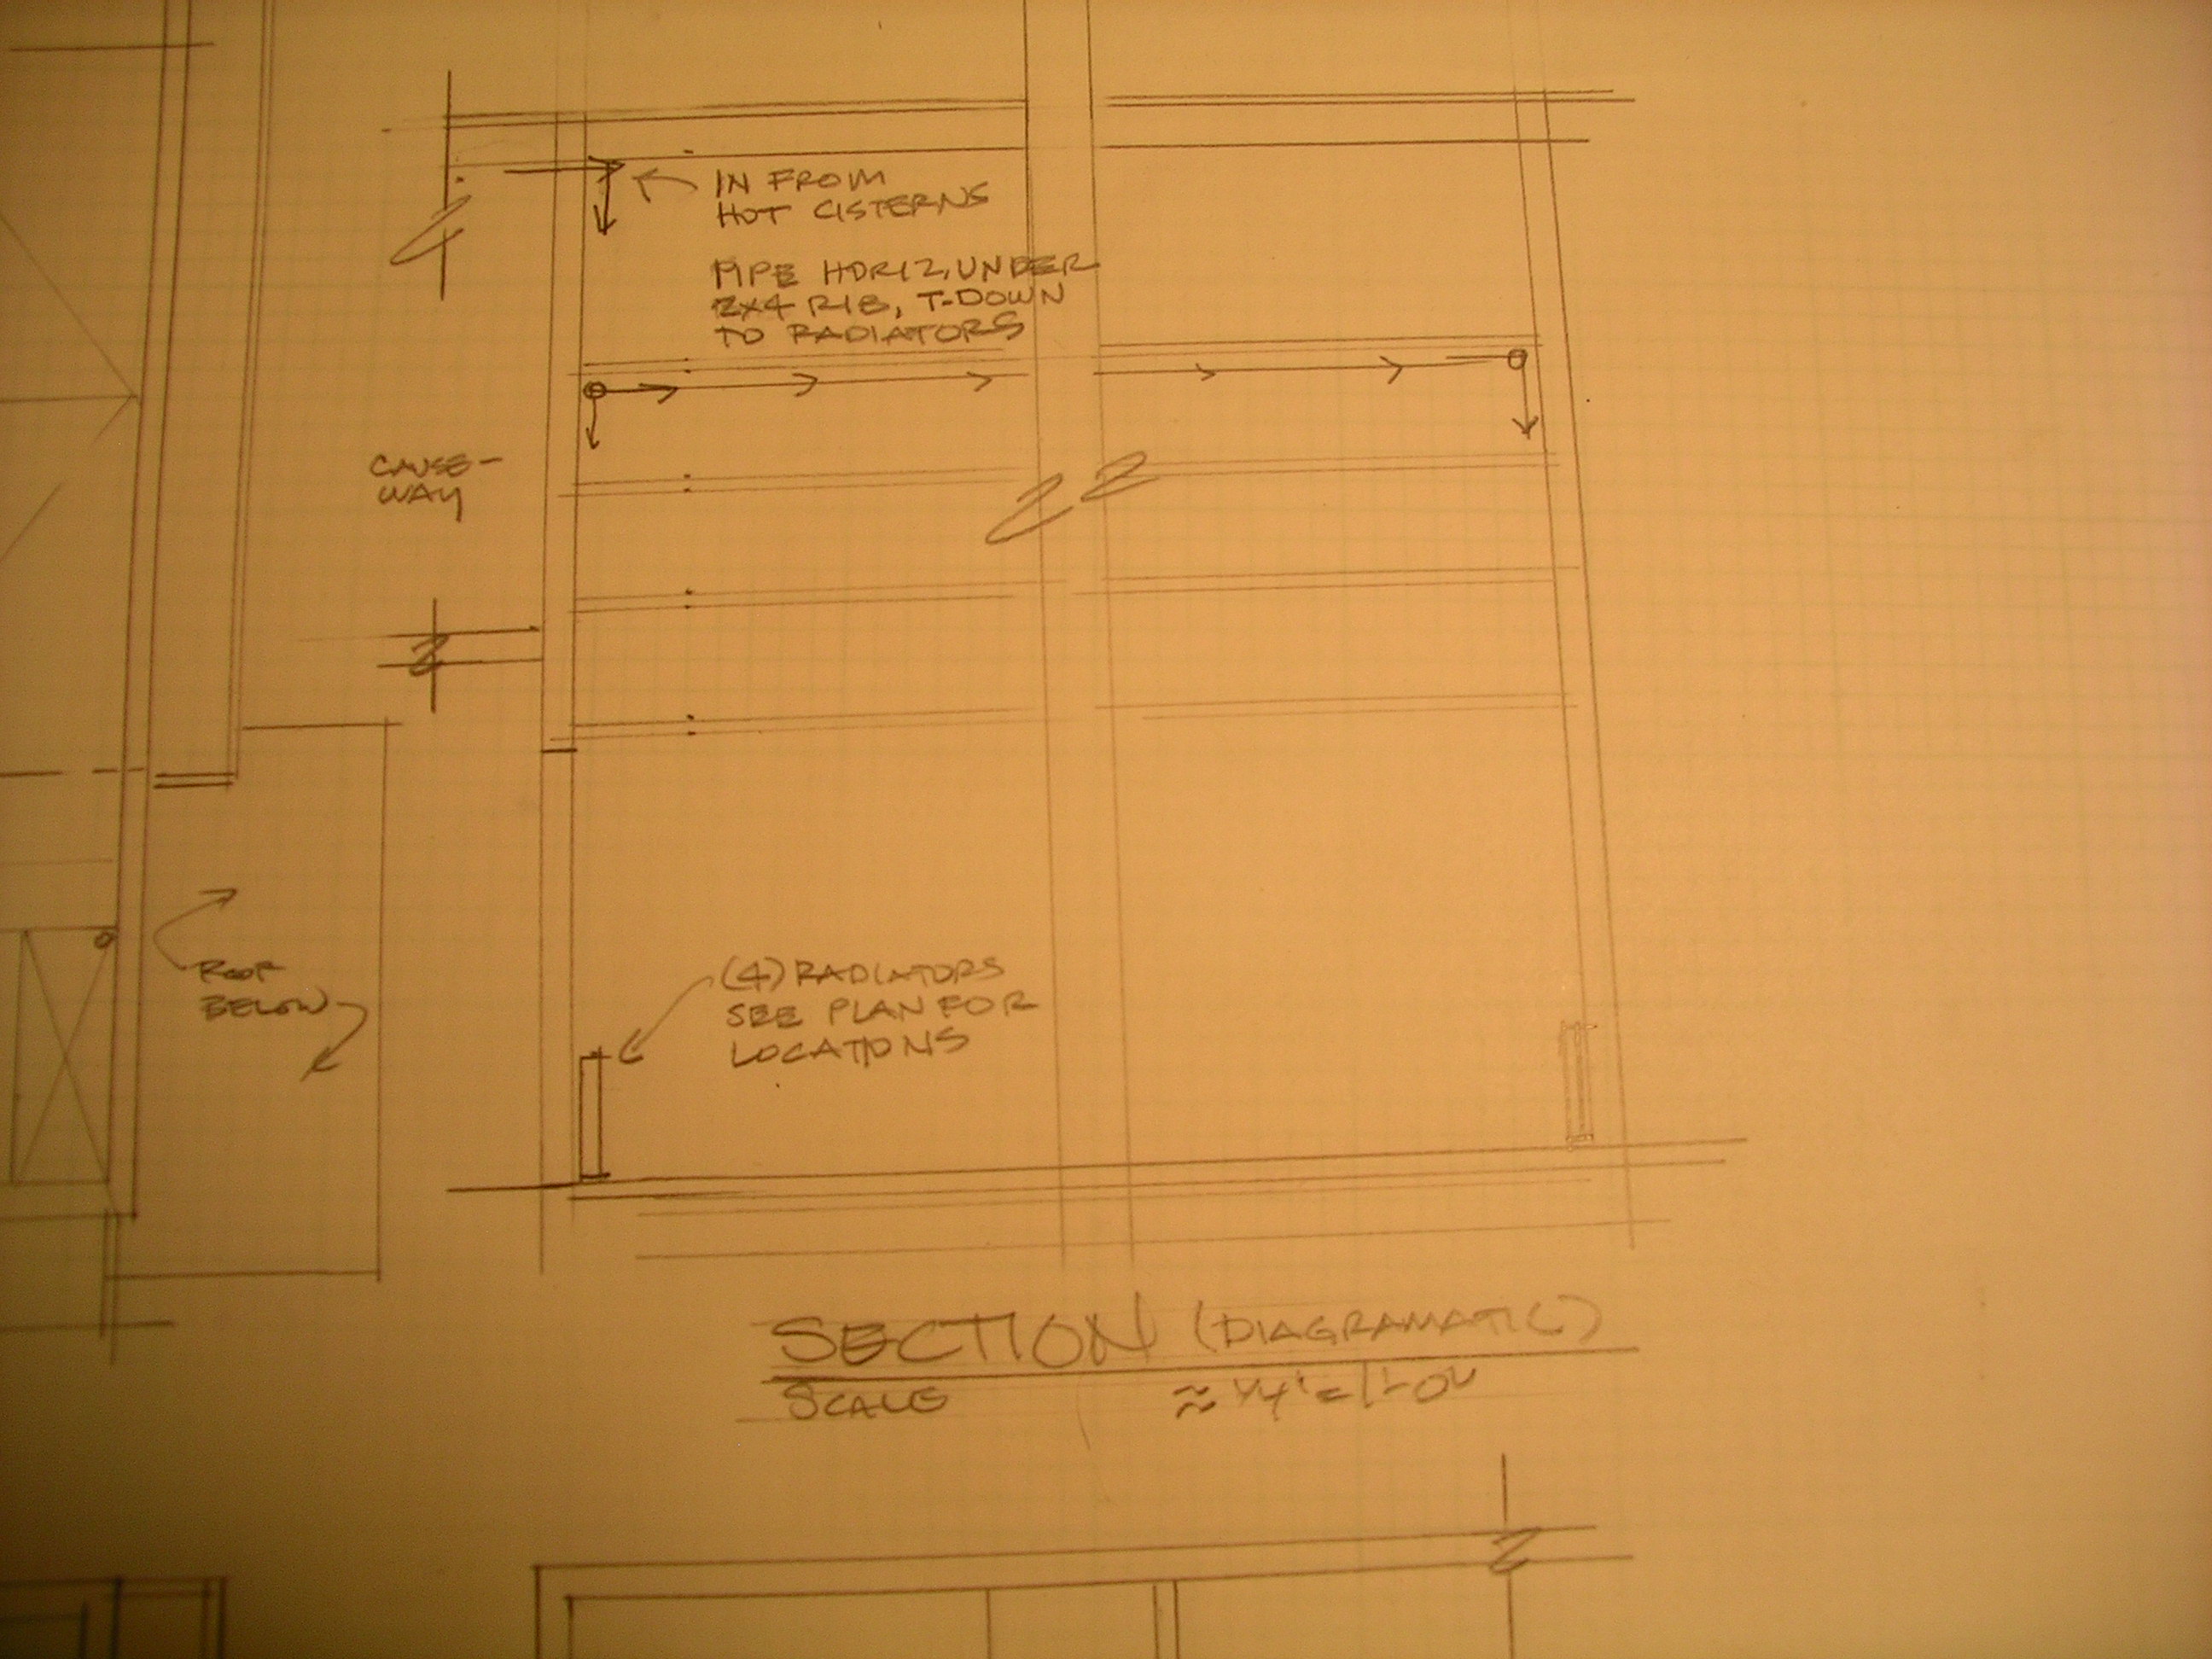 IN FROM
HOT CISTERNS
PIPE HORIZ, UNDER
2x4 RIB, T-DOWN
TO RADIATORS
CAUSE-
WAY
ROOF
BELOW
(4) RADIATORS
SEE PLAN FOR
LOCATIONS
SECTION (DIAGRAMATIC)
SCALE ≈ 1/4" = 1'-0"